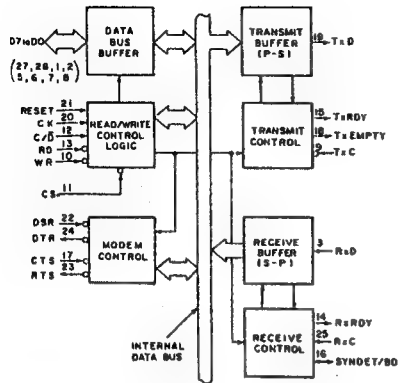 DATA
BUS
BUFFER
D7toD0
(27, 28, 1, 2)
5, 6, 7, 8
RESET 21
CK 20
C/D̅ 12
RD 13
WR 10
READ/WRITE
CONTROL
LOGIC
CS 11
DSR 22
DTR 24
CTS 17
RTS 23
MODEM
CONTROL
INTERNAL
DATA BUS
TRANSMIT
BUFFER
(P-S)
19 TxD
TRANSMIT
CONTROL
15 TxRDY
18 TxEMPTY
9 TxC
RECEIVE
BUFFER
(S-P)
3 RxD
RECEIVE
CONTROL
14 RxRDY
25 RxC
16 SYNDET/BD